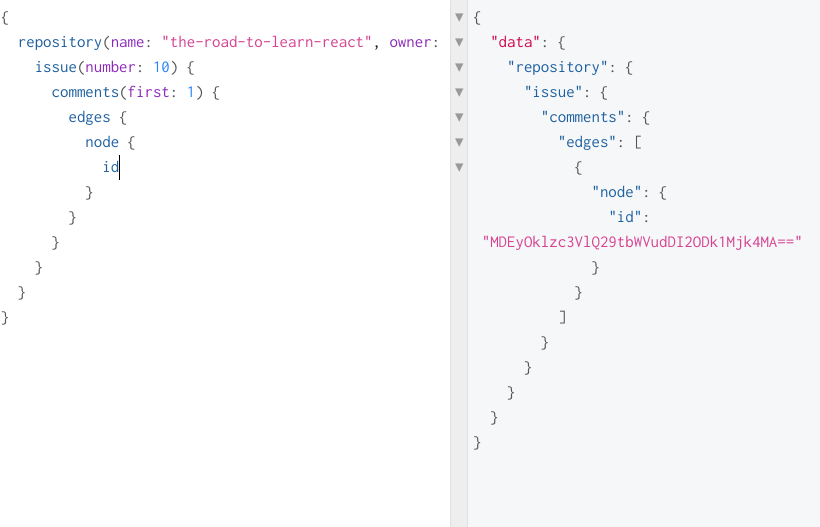 {
  repository(name: "the-road-to-learn-react", owner:
    issue(number: 10) {
      comments(first: 1) {
        edges {
          node {
            id
          }
        }
      }
    }
  }
}
{
  "data": {
    "repository": {
      "issue": {
        "comments": {
          "edges": [
            {
              "node": {
                "id":
"MDEyOklzc3VlQ29tbWVudDI2ODk1Mjk4MA=="
              }
            }
          ]
        }
      }
    }
  }
}